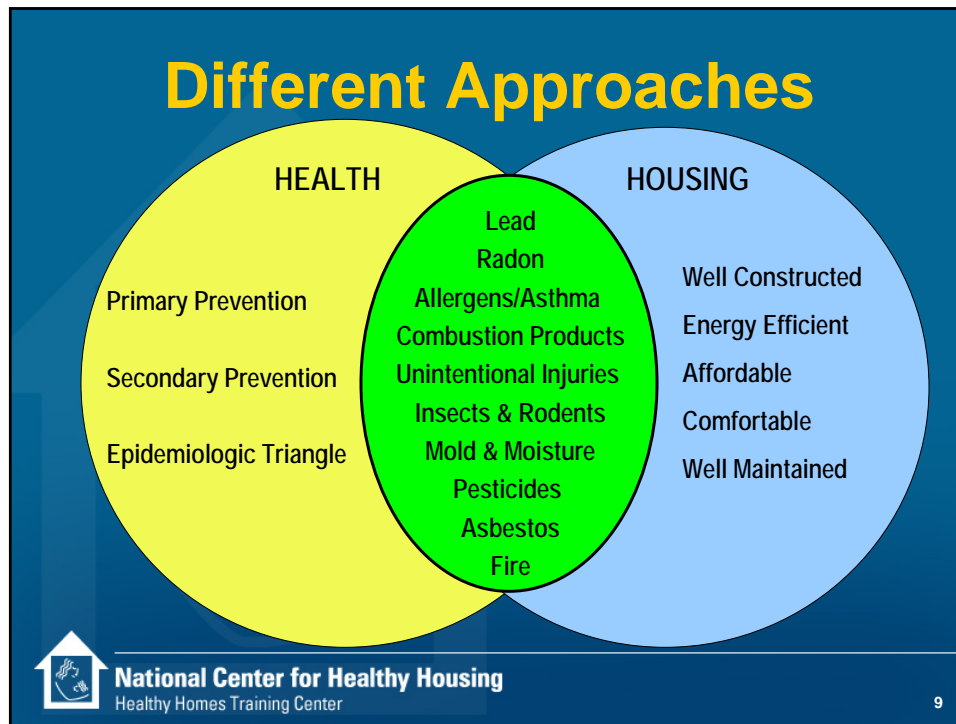 Different Approaches
HEALTH
HOUSING
Primary Prevention
Secondary Prevention
Epidemiologic Triangle
Lead
Radon
Allergens/Asthma
Combustion Products
Unintentional Injuries
Insects & Rodents
Mold & Moisture
Pesticides
Asbestos
Fire
Well Constructed
Energy Efficient
Affordable
Comfortable
Well Maintained
National Center for Healthy Housing
Healthy Homes Training Center
9